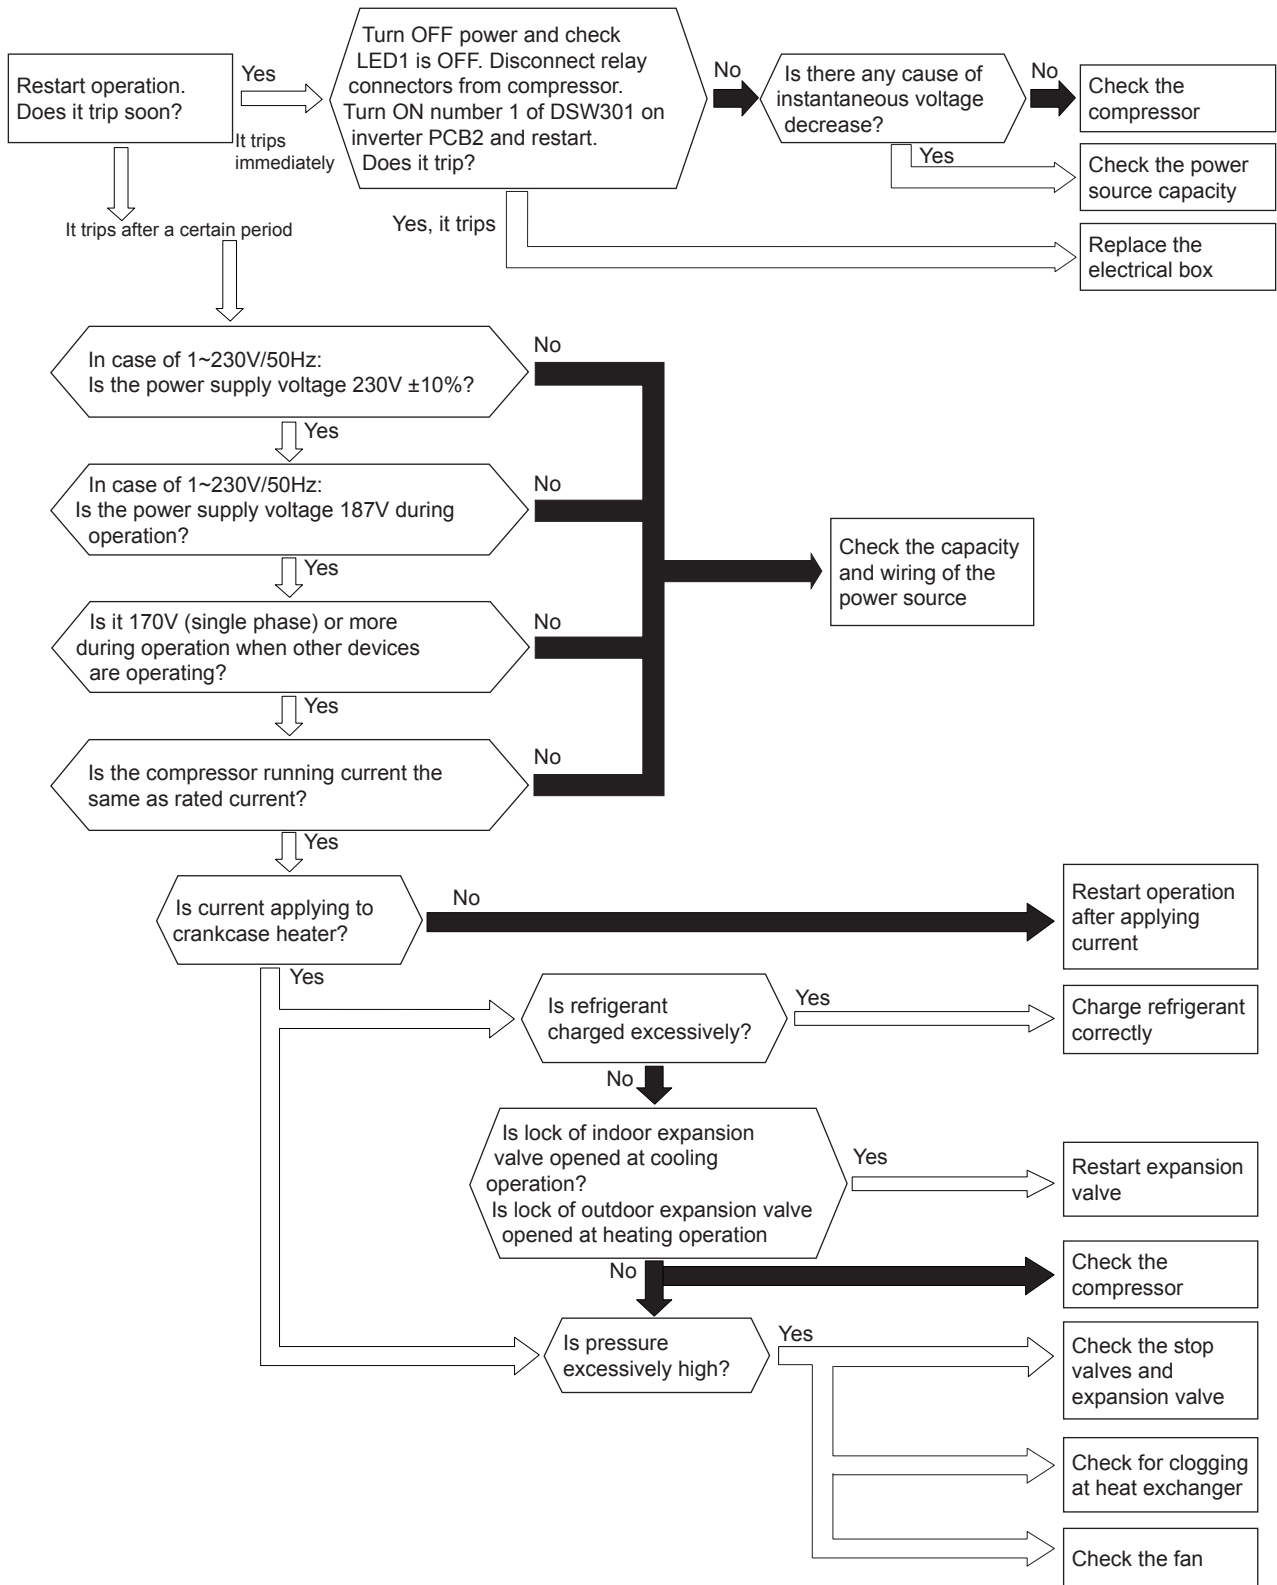 Restart operation.
Does it trip soon?
Yes
It trips
immediately
Turn OFF power and check
LED1 is OFF. Disconnect relay
connectors from compressor.
Turn ON number 1 of DSW301 on
inverter PCB2 and restart.
Does it trip?
No
Is there any cause of
instantaneous voltage
decrease?
No
Check the
compressor
Yes
Check the power
source capacity
Yes, it trips
Replace the
electrical box
It trips after a certain period
In case of 1~230V/50Hz:
Is the power supply voltage 230V ±10%?
No
Yes
In case of 1~230V/50Hz:
Is the power supply voltage 187V during
operation?
No
Yes
Check the capacity
and wiring of the
power source
Is it 170V (single phase) or more
during operation when other devices
are operating?
No
Yes
Is the compressor running current the
same as rated current?
No
Yes
Is current applying to
crankcase heater?
No
Restart operation
after applying
current
Yes
Is refrigerant
charged excessively?
Yes
Charge refrigerant
correctly
No
Is lock of indoor expansion
valve opened at cooling
operation?
Is lock of outdoor expansion valve
opened at heating operation
Yes
Restart expansion
valve
No
Check the
compressor
Is pressure
excessively high?
Yes
Check the stop
valves and
expansion valve
Check for clogging
at heat exchanger
Check the fan